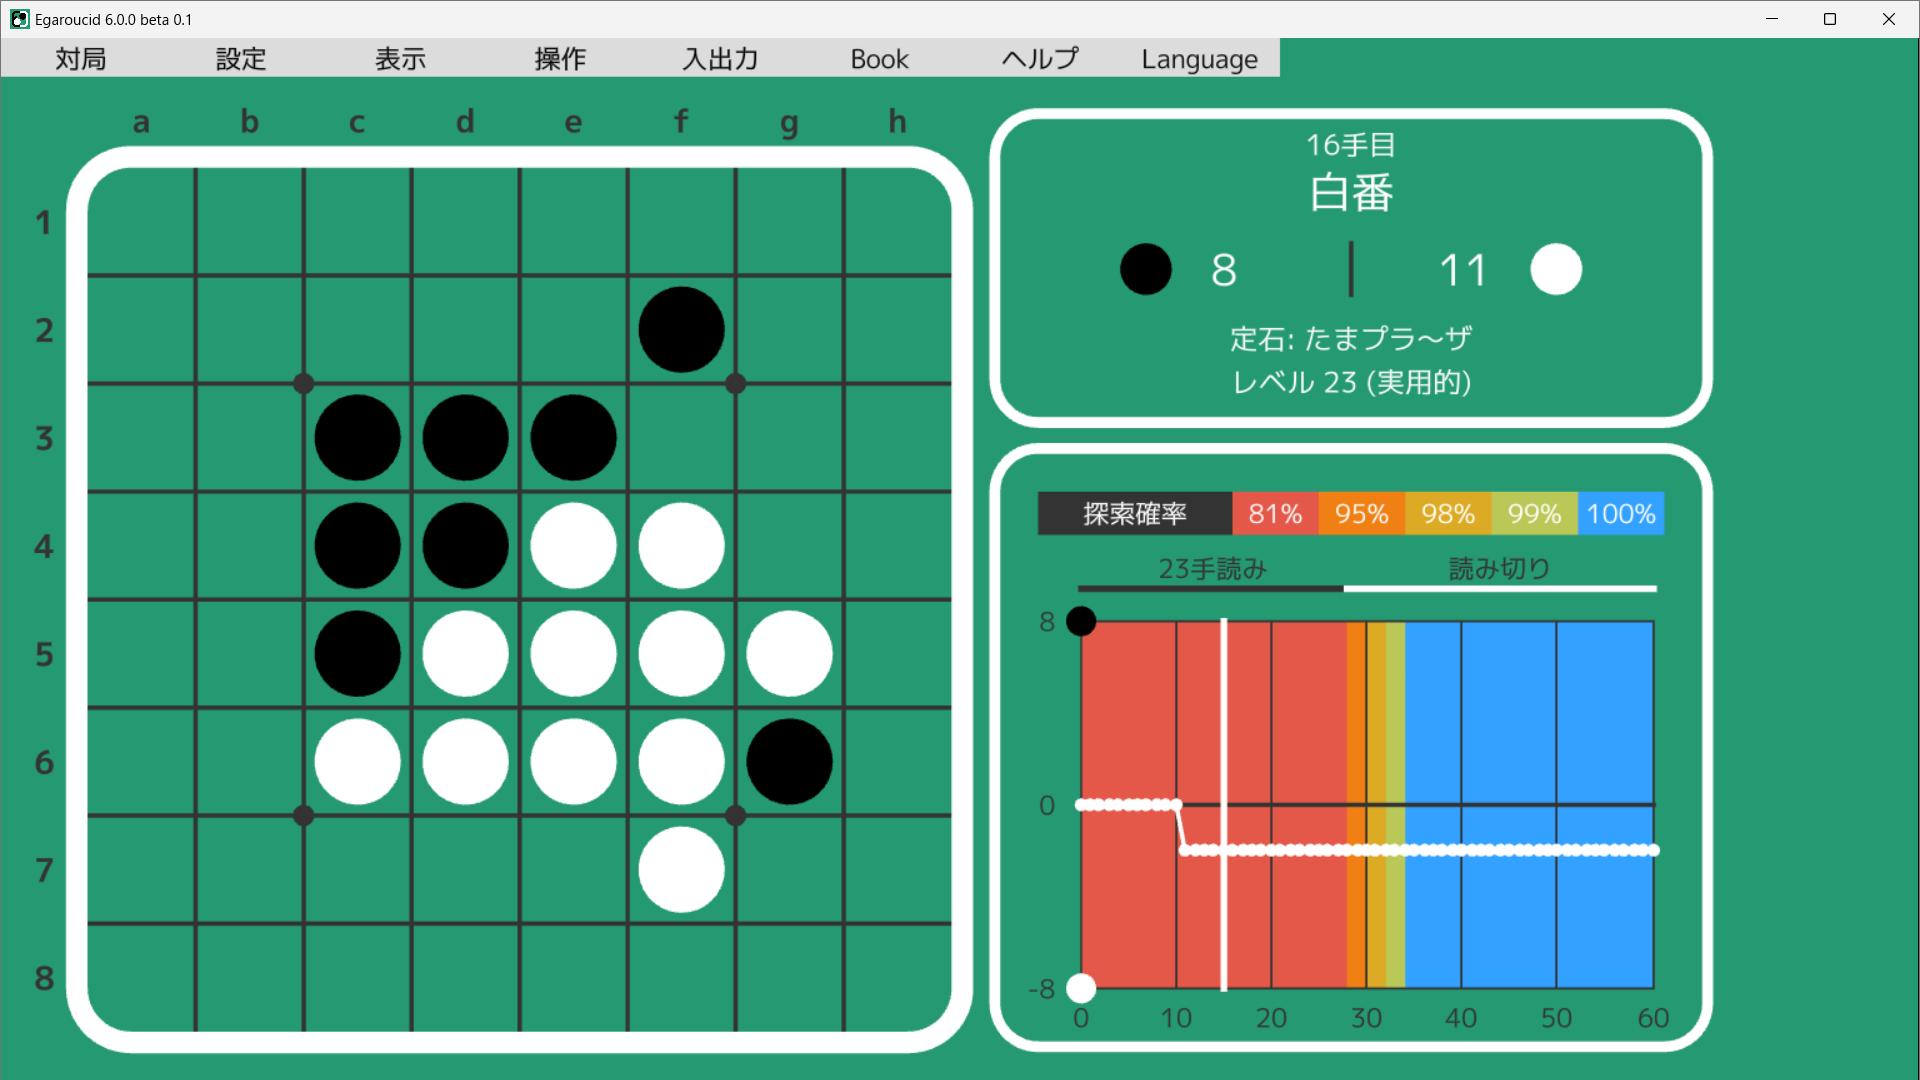 Egaroucid 6.0.0 beta 0.1
対局 設定 表示 操作 入出力 Book ヘルプ Language
a b c d e f g h
1
2
3
4
5
6
7
8
16手目
白番
8 11
定石: たまプラ〜ザ
レベル 23 (実用的)
探索確率 81% 95% 98% 99% 100%
23手読み 読み切り
8
0
-8
0 10 20 30 40 50 60